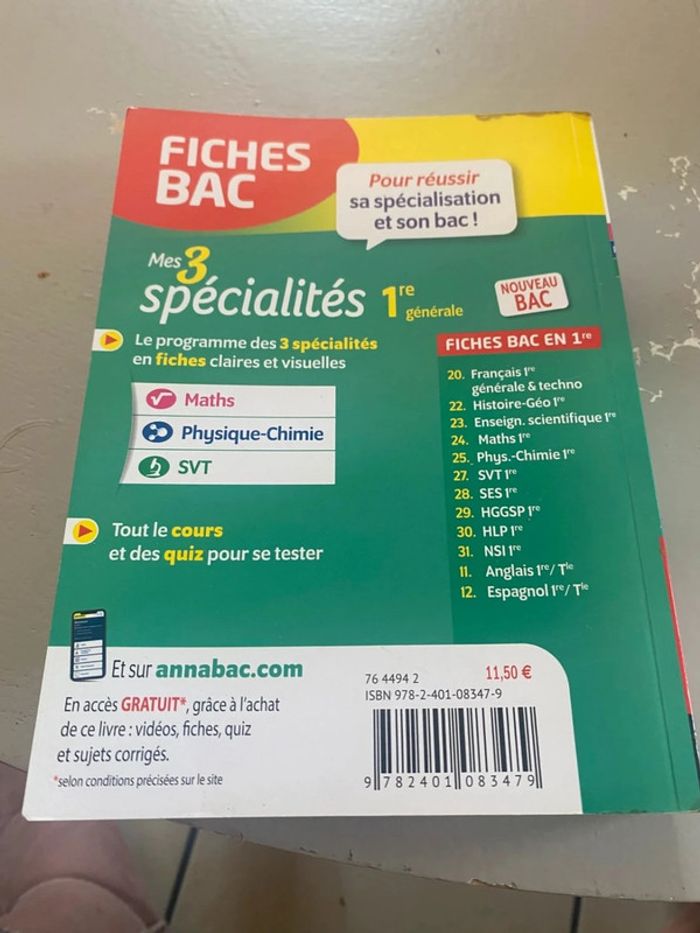 FICHES
BAC
Pour réussir
sa spécialisation
et son bac !
Mes 3
spécialités 1re
générale
NOUVEAU
BAC
Le programme des 3 spécialités
en fiches claires et visuelles
Maths
Physique-Chimie
SVT
Tout le cours
et des quiz pour se tester
FICHES BAC EN 1re
20. Français 1re
générale & techno
22. Histoire-Géo 1re
23. Enseign. scientifique 1re
24. Maths 1re
25. Phys.-Chimie 1re
27. SVT 1re
28. SES 1re
29. HGGSP 1re
30. HLP 1re
31. NSI 1re
11. Anglais 1re/ Tle
12. Espagnol 1re/ Tle
Et sur annabac.com
En accès GRATUIT*, grâce à l'achat
de ce livre : vidéos, fiches, quiz
et sujets corrigés.
*selon conditions précisées sur le site
76 4494 2
11,50 €
ISBN 978-2-401-08347-9
9 782401 083479